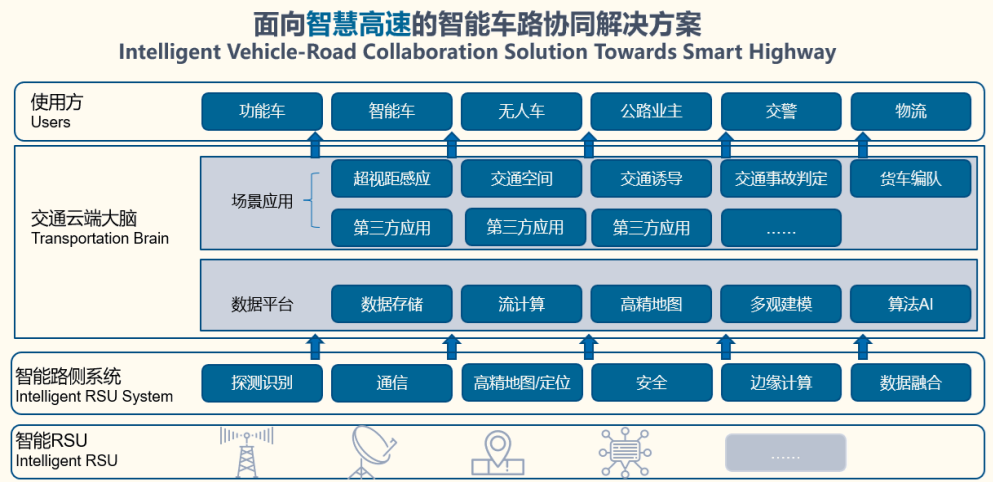 面向智慧高速的智能车路协同解决方案
Intelligent Vehicle-Road Collaboration Solution Towards Smart Highway
使用方
Users
功能车
智能车
无人车
公路业主
交警
物流
交通云端大脑
Transportation Brain
场景应用
超视距感应
交通空间
交通诱导
交通事故判定
货车编队
第三方应用
第三方应用
第三方应用
……
数据平台
数据存储
流计算
高精地图
多观建模
算法AI
智能路侧系统
Intelligent RSU System
探测识别
通信
高精地图/定位
安全
边缘计算
数据融合
智能RSU
Intelligent RSU
……